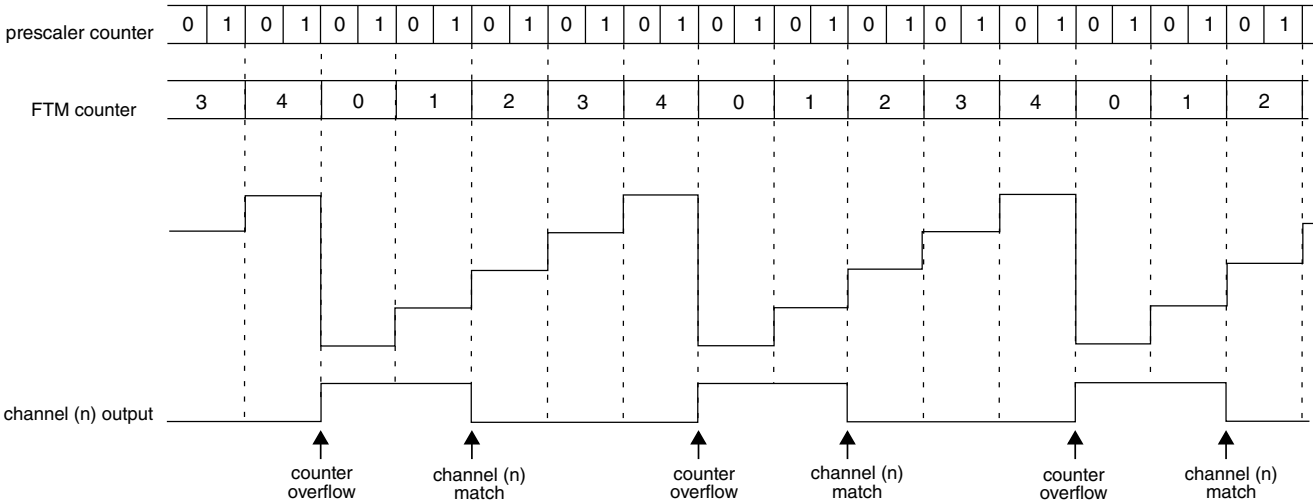 prescaler counter 0 1 0 1 0 1 0 1 0 1 0 1 0 1 0 1 0 1 0 1 0 1 0 1 0 1 0 1 0 1
FTM counter 3 4 0 1 2 3 4 0 1 2 3 4 0 1 2
channel (n) output
counter overflow
channel (n) match
counter overflow
channel (n) match
counter overflow
channel (n) match